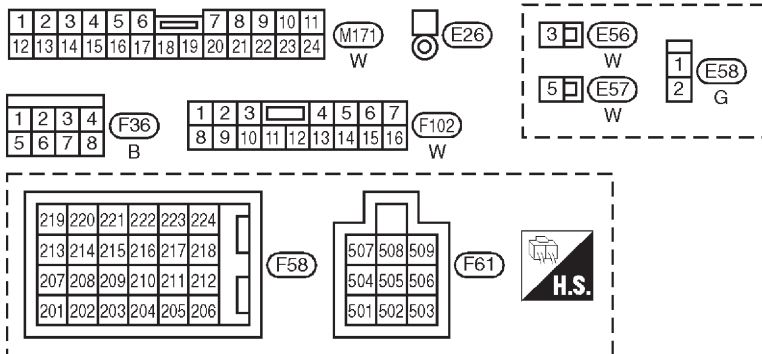 1 2 3 4 5 6 7 8 9 10 11
12 13 14 15 16 17 18 19 20 21 22 23 24
M171
W
E26
3
E56
W
5
E57
W
1
2
E58
G
1 2 3 4
5 6 7 8
F36
B
1 2 3 4 5 6 7
8 9 10 11 12 13 14 15 16
F102
W
219 220 221 222 223 224
213 214 215 216 217 218
207 208 209 210 211 212
201 202 203 204 205 206
F58
507 508 509
504 505 506
501 502 503
F61
H.S.